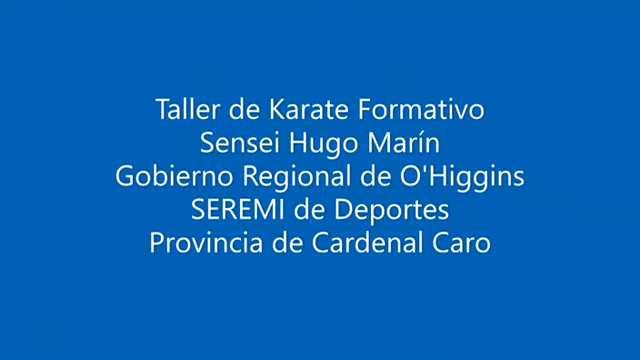 Taller de Karate Formativo
Sensei Hugo Marín
Gobierno Regional de O'Higgins
SEREMI de Deportes
Provincia de Cardenal Caro